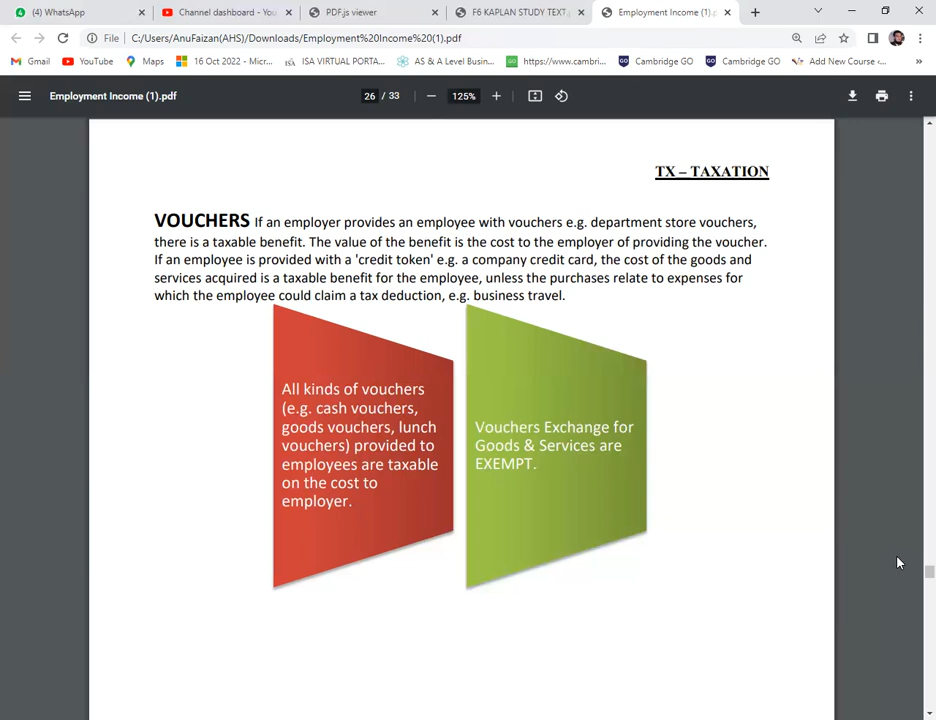 (4) WhatsApp
Channel dashboard - You
PDF.js viewer
F6 KAPLAN STUDY TEXT
Employment Income (1).p
File
C:/Users/AnuFaizan(AHS)/Downloads/Employment%20Income%20(1).pdf
Gmail
YouTube
Maps
16 Oct 2022 - Micr...
ISA VIRTUAL PORTA...
AS & A Level Busin...
https://www.cambri...
Cambridge GO
Cambridge GO
Add New Course ‹...
»
Employment Income (1).pdf
26 / 33
125%
TX – TAXATION
VOUCHERS If an employer provides an employee with vouchers e.g. department store vouchers,
there is a taxable benefit. The value of the benefit is the cost to the employer of providing the voucher.
If an employee is provided with a 'credit token' e.g. a company credit card, the cost of the goods and
services acquired is a taxable benefit for the employee, unless the purchases relate to expenses for
which the employee could claim a tax deduction, e.g. business travel.
All kinds of vouchers
(e.g. cash vouchers,
goods vouchers, lunch
vouchers) provided to
employees are taxable
on the cost to
employer.
Vouchers Exchange for
Goods & Services are
EXEMPT.